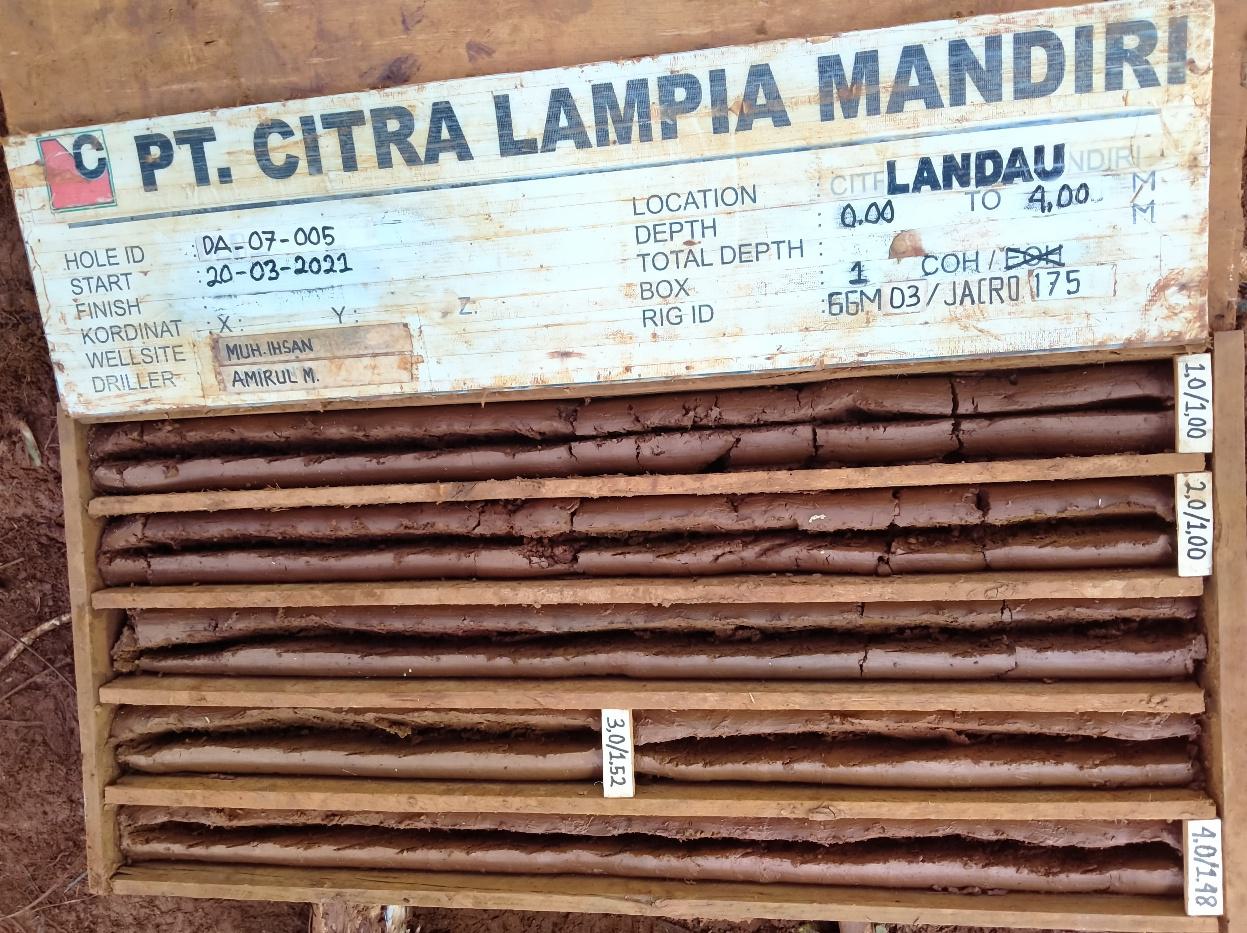 C PT. CITRA LAMPIA MANDIRI
HOLE ID : DA-07-005
START : 20-03-2021
FINISH :
KORDINAT : X: Y: Z:
WELLSITE MUH.IHSAN
DRILLER AMIRUL M.
LOCATION : LANDAU
DEPTH : 0.00 TO 4,00 M
TOTAL DEPTH : M
BOX : 1 COH / EOH
RIG ID : GGM 03 / JACRO 175
1,0/1,00
2,0/1,00
3,0/1,52
4.0/1.48